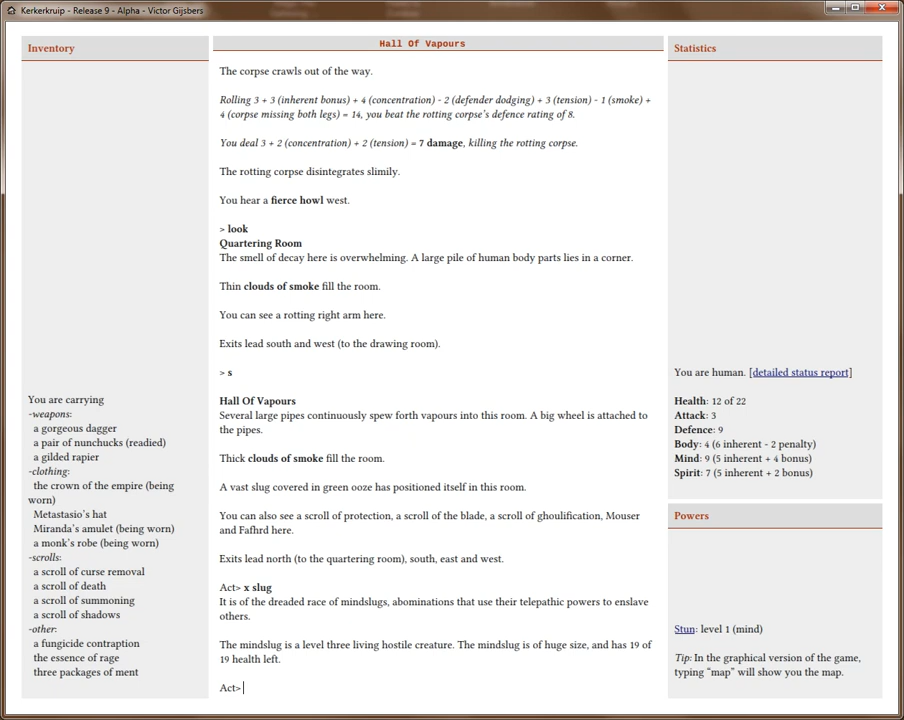 Kerkerkruip - Release 9 - Alpha - Victor Gijsbers
Inventory
You are carrying
-weapons:
a gorgeous dagger
a pair of nunchucks (readied)
a gilded rapier
-clothing:
the crown of the empire (being
worn)
Metastasio's hat
Miranda's amulet (being worn)
a monk's robe (being worn)
-scrolls:
a scroll of curse removal
a scroll of death
a scroll of summoning
a scroll of shadows
-other:
a fungicide contraption
the essence of rage
three packages of ment
Hall Of Vapours
The corpse crawls out of the way.
Rolling 3 + 3 (inherent bonus) + 4 (concentration) - 2 (defender dodging) + 3 (tension) - 1 (smoke) +
4 (corpse missing both legs) = 14, you beat the rotting corpse's defence rating of 8.
You deal 3 + 2 (concentration) + 2 (tension) = 7 damage, killing the rotting corpse.
The rotting corpse disintegrates slimily.
You hear a fierce howl west.
> look
Quartering Room
The smell of decay here is overwhelming. A large pile of human body parts lies in a corner.
Thin clouds of smoke fill the room.
You can see a rotting right arm here.
Exits lead south and west (to the drawing room).
> s
Hall Of Vapours
Several large pipes continuously spew forth vapours into this room. A big wheel is attached to
the pipes.
Thick clouds of smoke fill the room.
A vast slug covered in green ooze has positioned itself in this room.
You can also see a scroll of protection, a scroll of the blade, a scroll of ghoulification, Mouser
and Fafhrd here.
Exits lead north (to the quartering room), south, east and west.
Act> x slug
It is of the dreaded race of mindslugs, abominations that use their telepathic powers to enslave
others.
The mindslug is a level three living hostile creature. The mindslug is of huge size, and has 19 of
19 health left.
Act>
Statistics
You are human. [detailed status report]
Health: 12 of 22
Attack: 3
Defence: 9
Body: 4 (6 inherent - 2 penalty)
Mind: 9 (5 inherent + 4 bonus)
Spirit: 7 (5 inherent + 2 bonus)
Powers
Stun: level 1 (mind)
Tip: In the graphical version of the game,
typing “map” will show you the map.